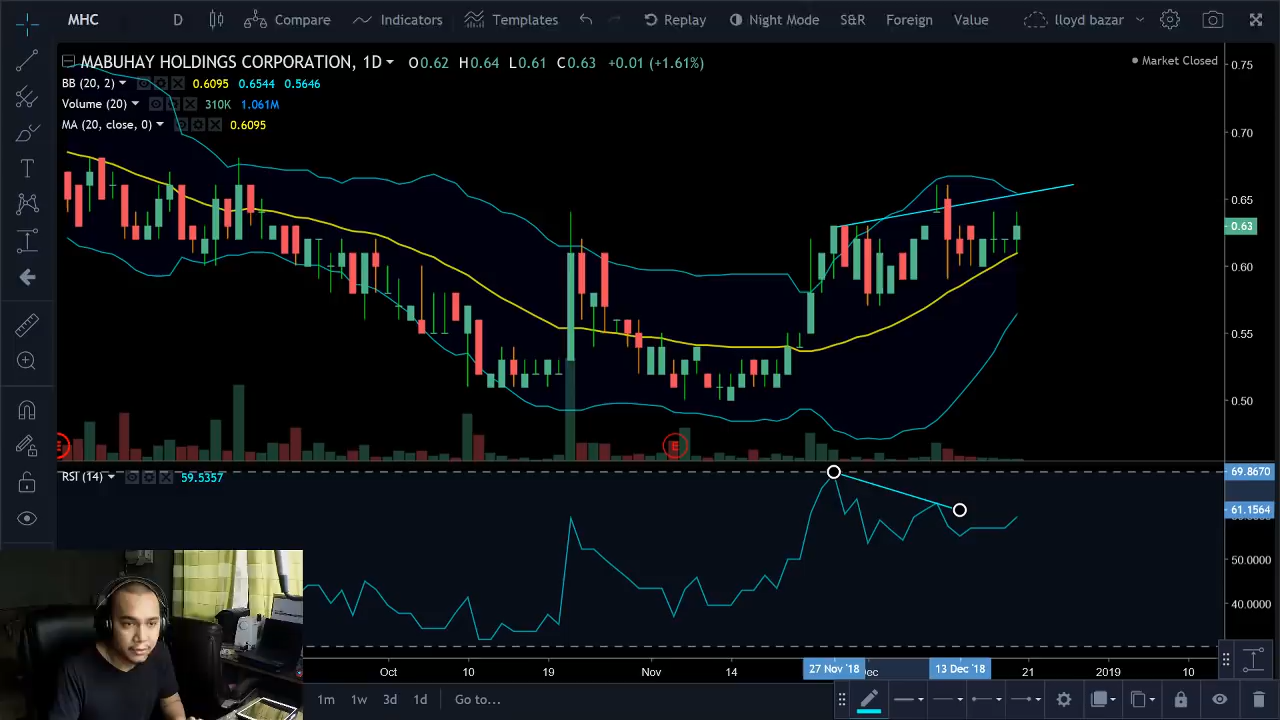 MHC D Compare Indicators Templates Replay Night Mode S&R Foreign Value lloyd bazar
MABUHAY HOLDINGS CORPORATION, 1D O0.62 H0.64 L0.61 C0.63 +0.01 (+1.61%)
Market Closed
BB (20, 2) 0.6095 0.6544 0.5646
Volume (20) 310K 1.061M
MA (20, close, 0) 0.6095
0.75
0.70
0.65
0.63
0.60
0.55
0.50
E
E
RSI (14) 59.5357
69.8670
61.1564
50.0000
40.0000
Oct 10 19 Nov 14 27 Nov '18 Dec 13 Dec '18 21 2019 10
1m 1w 3d 1d Go to...